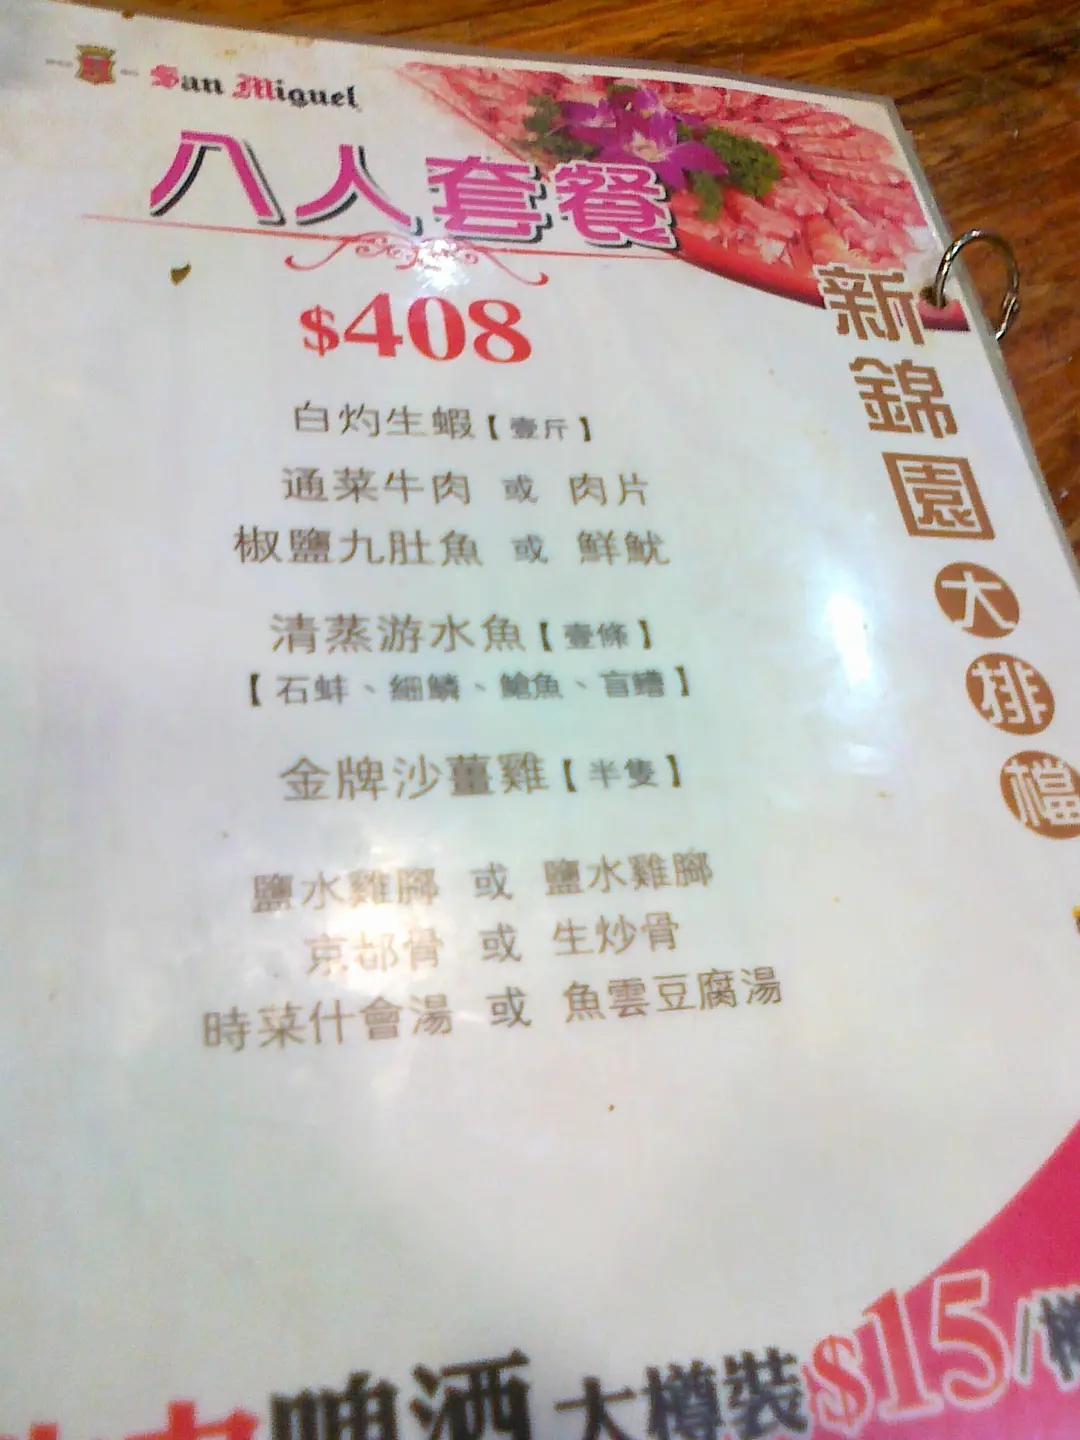 San Miguel
八人套餐
$408
白灼生蝦【壹斤】
通菜牛肉 或 肉片
椒鹽九肚魚 或 鮮魷
清蒸游水魚【壹條】
【石蚌、細鱗、鮨魚、盲鰽】
金牌沙薑雞【半隻】
鹽水雞腳 或 鹽水雞腳
京都骨 或 生炒骨
時菜什會湯 或 魚雲豆腐湯
新錦園大排檔
啤酒 大樽裝$15/樽